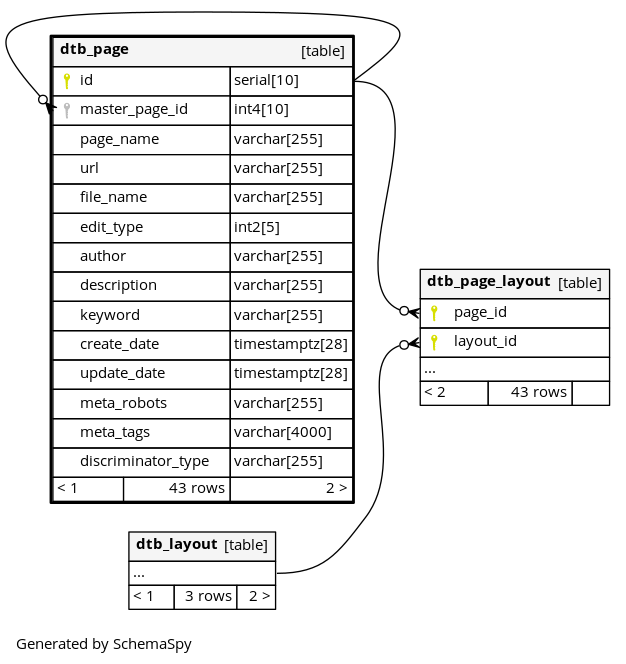 dtb_page [table]
id serial[10]
master_page_id int4[10]
page_name varchar[255]
url varchar[255]
file_name varchar[255]
edit_type int2[5]
author varchar[255]
description varchar[255]
keyword varchar[255]
create_date timestamptz[28]
update_date timestamptz[28]
meta_robots varchar[255]
meta_tags varchar[4000]
discriminator_type varchar[255]
< 1 43 rows 2 >
dtb_page_layout [table]
page_id
layout_id
...
< 2 43 rows
dtb_layout [table]
...
< 1 3 rows 2 >
Generated by SchemaSpy